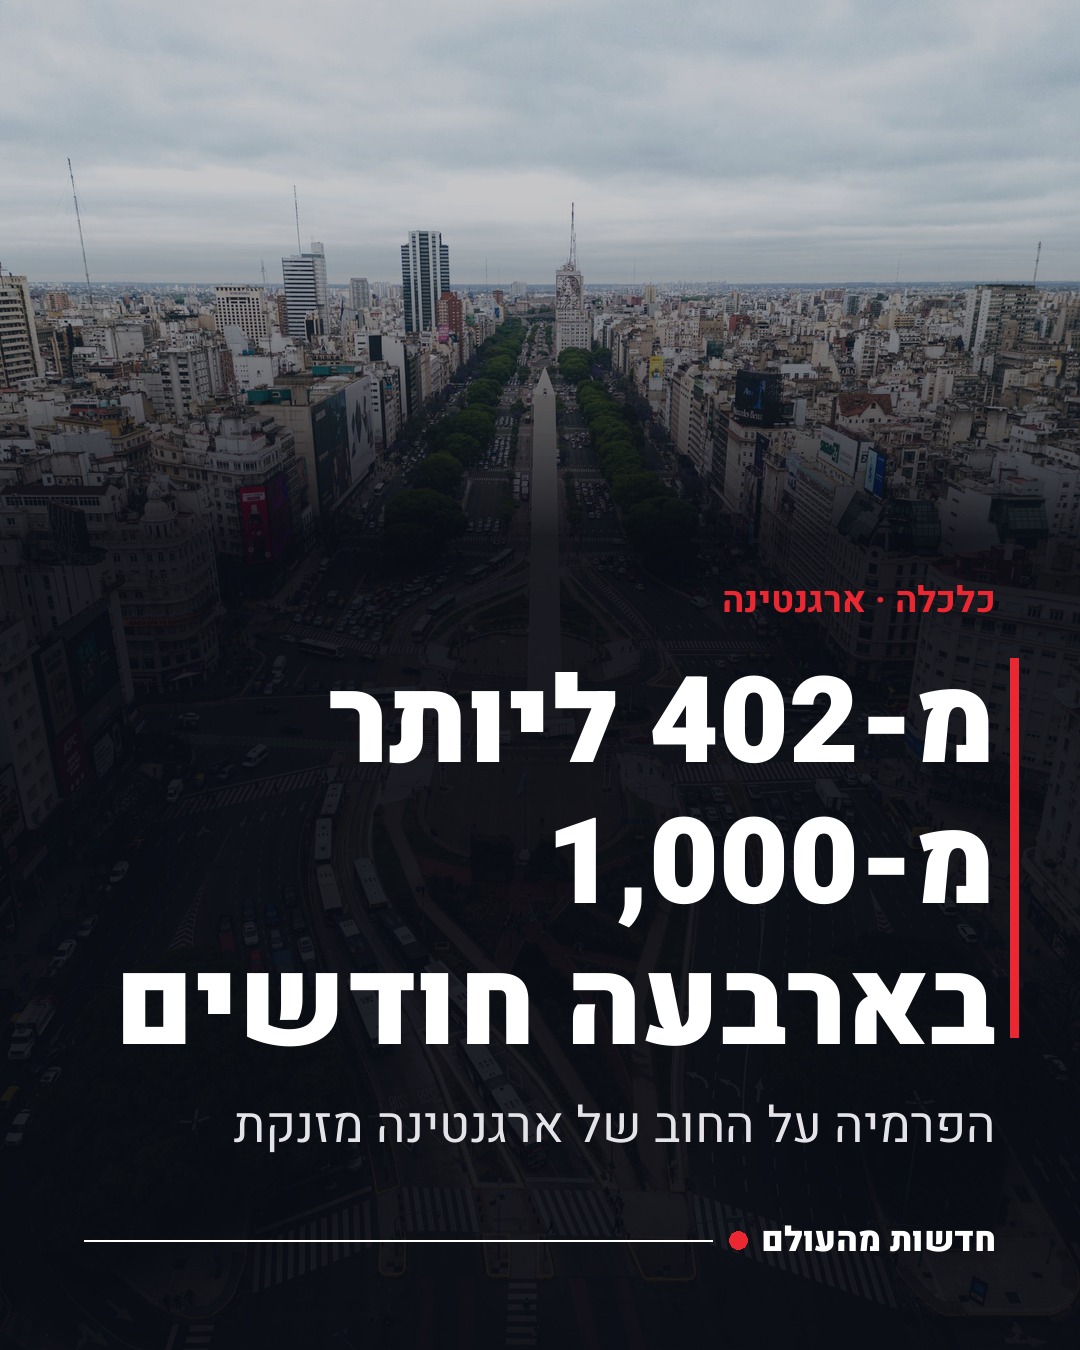 כלכלה · ארגנטינה
מ-402 ליותר
מ-1,000
בארבעה חודשים
הפרמיה על החוב של ארגנטינה מזנקת
חדשות מהעולם